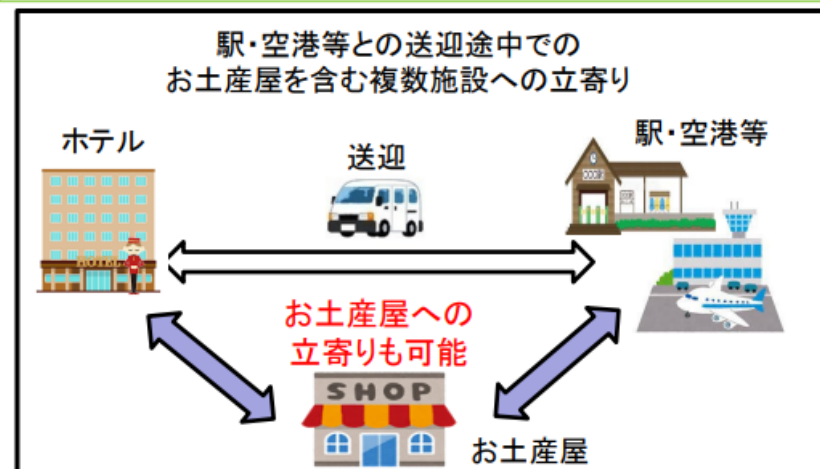 駅・空港等との送迎途中での
お土産屋を含む複数施設への立寄り
ホテル
送迎
駅・空港等
HOTEL
お土産屋への
立寄りも可能
SHOP
お土産屋